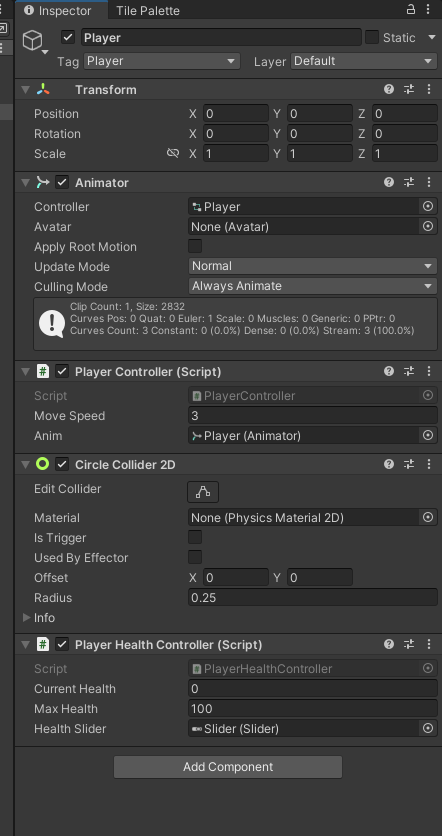 Inspector Tile Palette
Player Static
Tag Player Layer Default
Transform
Position X 0 Y 0 Z 0
Rotation X 0 Y 0 Z 0
Scale X 1 Y 1 Z 1
Animator
Controller Player
Avatar None (Avatar)
Apply Root Motion
Update Mode Normal
Culling Mode Always Animate
Clip Count: 1, Size: 2832
Curves Pos: 0 Quat: 0 Euler: 1 Scale: 0 Muscles: 0 Generic: 0 PPtr: 0
Curves Count: 3 Constant: 0 (0.0%) Dense: 0 (0.0%) Stream: 3 (100.0%)
# Player Controller (Script)
Script # PlayerController
Move Speed 3
Anim Player (Animator)
Circle Collider 2D
Edit Collider
Material None (Physics Material 2D)
Is Trigger
Used By Effector
Offset X 0 Y 0
Radius 0.25
Info
# Player Health Controller (Script)
Script # PlayerHealthController
Current Health 0
Max Health 100
Health Slider Slider (Slider)
Add Component